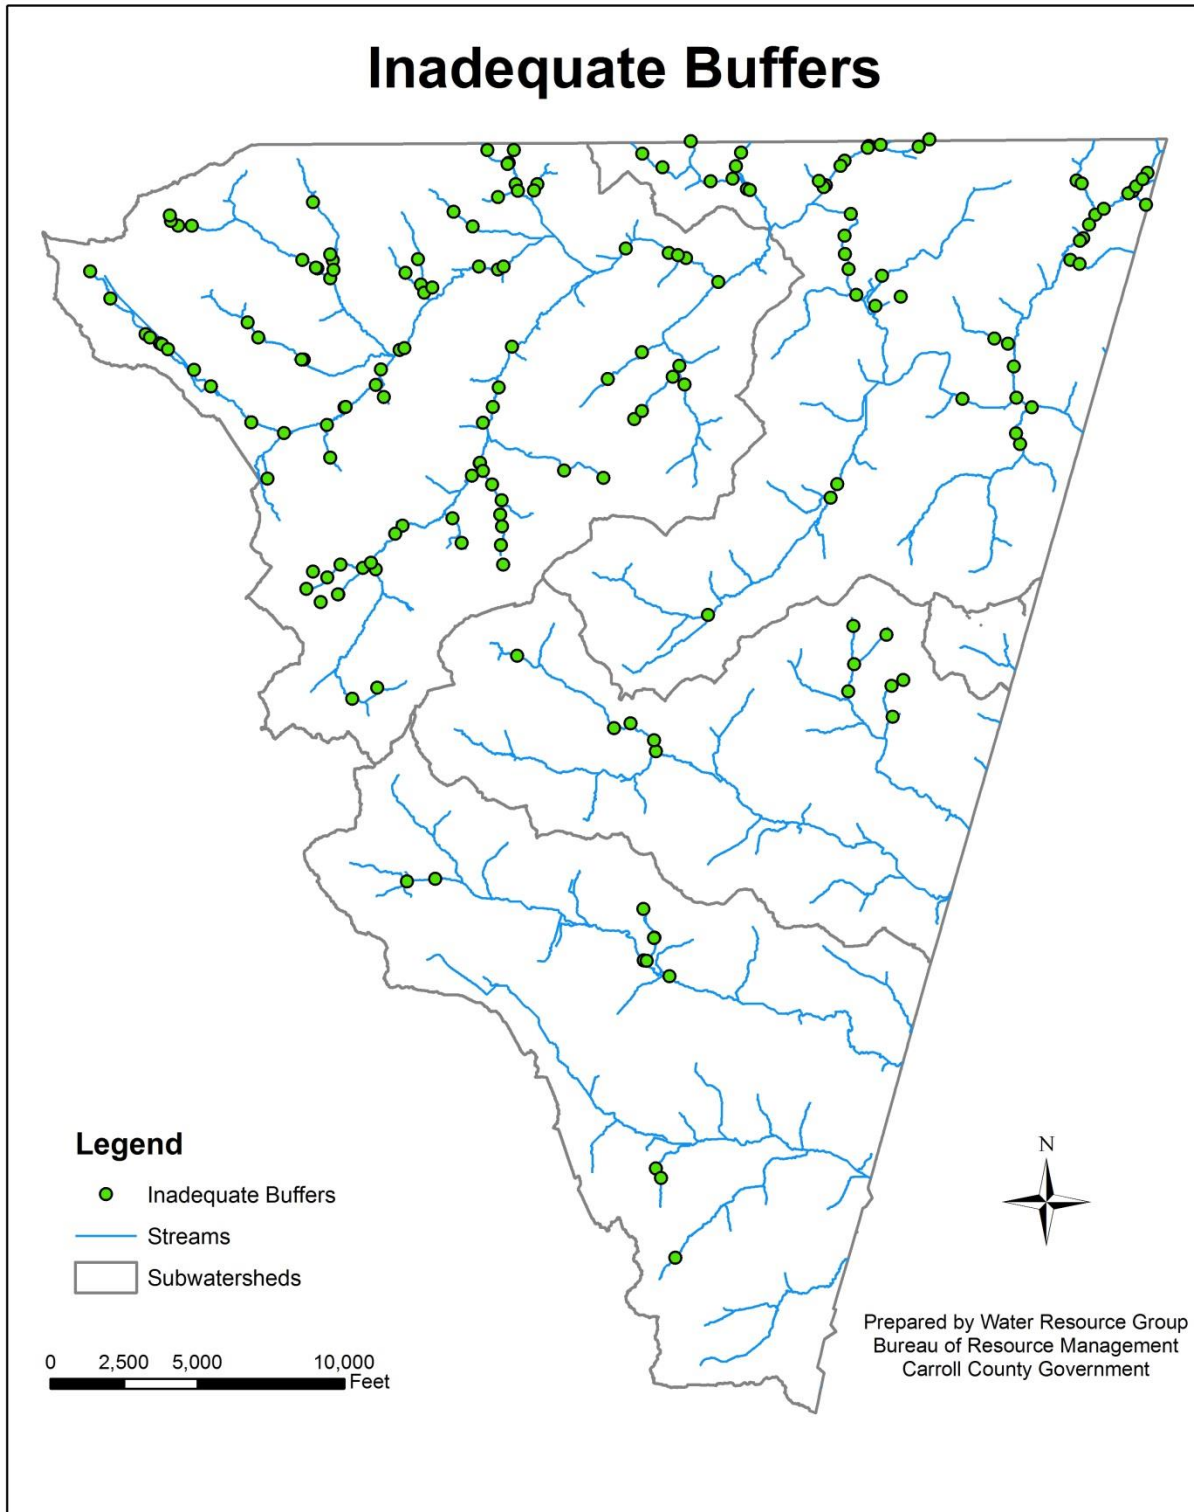 Inadequate Buffers
Legend
Inadequate Buffers
Streams
Subwatersheds
0 2,500 5,000 10,000
Feet
N
Prepared by Water Resource Group
Bureau of Resource Management
Carroll County Government